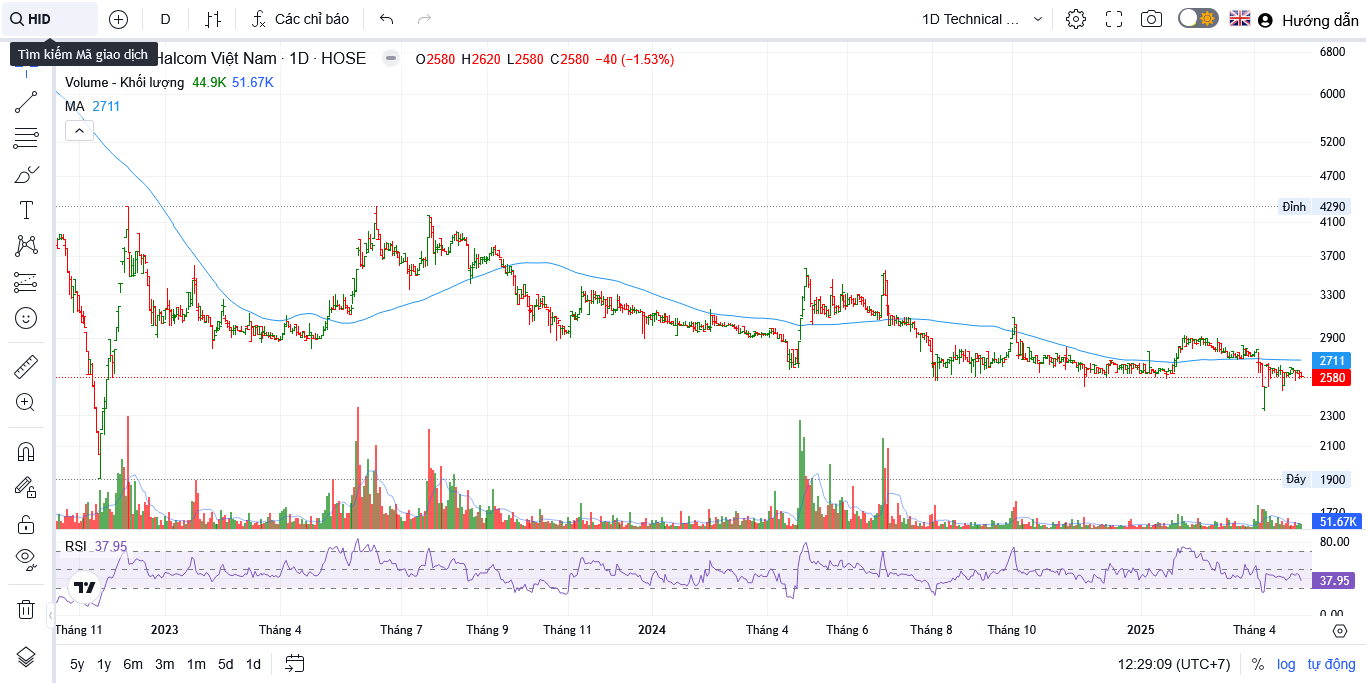 HID
D
Các chỉ báo
1D Technical ...
Hướng dẫn
Tìm kiếm Mã giao dịch
Halcom Việt Nam · 1D · HOSE
O2580 H2620 L2580 C2580 −40 (−1.53%)
Volume - Khối lượng 44.9K 51.67K
MA 2711
6800
6000
5200
4700
Đỉnh 4290
4100
3700
3300
2900
2711
2580
2300
2100
Đáy 1900
1720
51.67K
RSI 37.95
80.00
37.95
0.00
Tháng 11 2023 Tháng 4 Tháng 7 Tháng 9 Tháng 11 2024 Tháng 4 Tháng 6 Tháng 8 Tháng 10 2025 Tháng 4
5y 1y 6m 3m 1m 5d 1d
12:29:09 (UTC+7) % log tự động